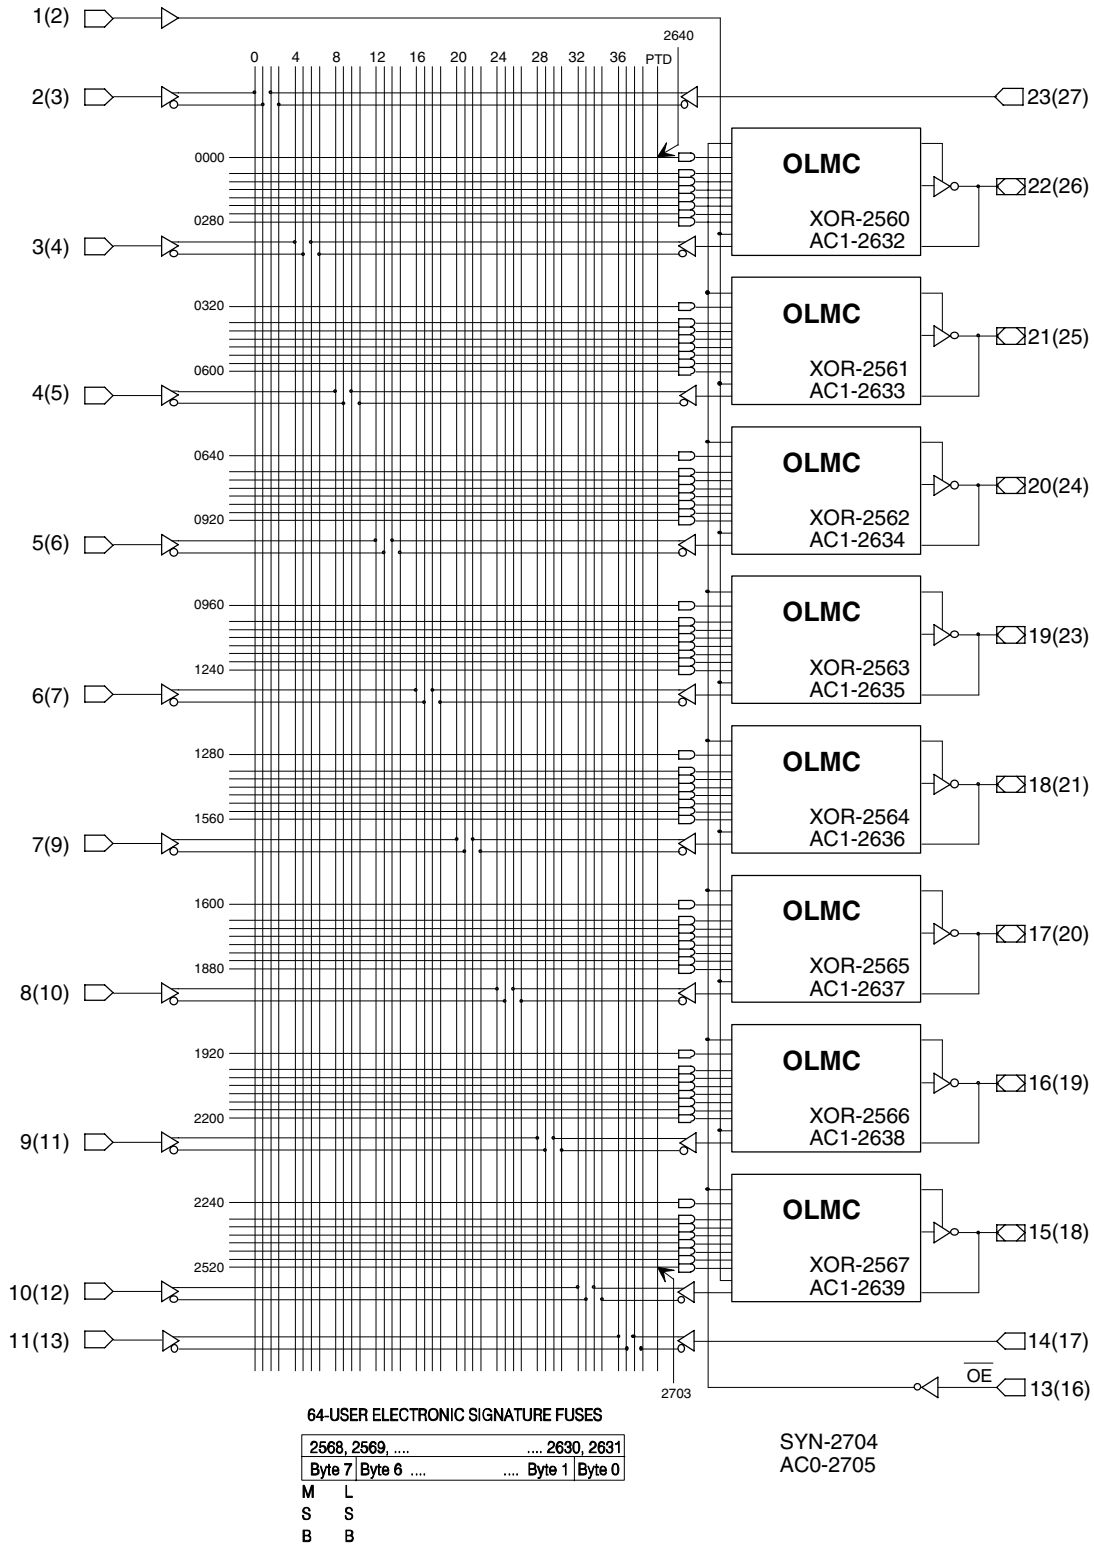 1(2)
2640
0 4 8 12 16 20 24 28 32 36 PTD
2(3)
23(27)
0000
OLMC
22(26)
XOR-2560
0280
AC1-2632
3(4)
0320
OLMC
21(25)
XOR-2561
0600
AC1-2633
4(5)
0640
OLMC
20(24)
XOR-2562
0920
AC1-2634
5(6)
0960
OLMC
19(23)
XOR-2563
1240
AC1-2635
6(7)
1280
OLMC
18(21)
XOR-2564
1560
AC1-2636
7(9)
1600
OLMC
17(20)
XOR-2565
1880
AC1-2637
8(10)
1920
OLMC
16(19)
XOR-2566
2200
AC1-2638
9(11)
2240
OLMC
15(18)
XOR-2567
2520
AC1-2639
10(12)
11(13)
14(17)
OE
13(16)
2703
64-USER ELECTRONIC SIGNATURE FUSES
2568, 2569, .... .... 2630, 2631
Byte 7 Byte 6 .... .... Byte 1 Byte 0
M L
S S
B B
SYN-2704
AC0-2705